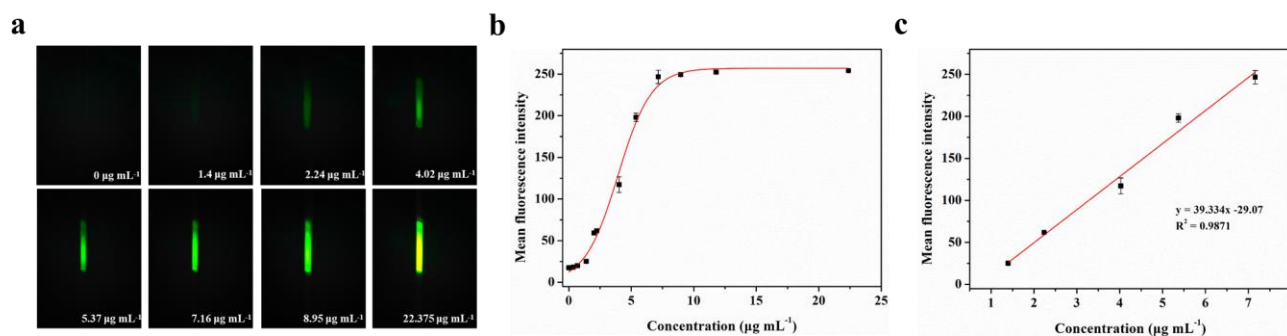 a
0 µg mL⁻¹
1.4 µg mL⁻¹
2.24 µg mL⁻¹
4.02 µg mL⁻¹
5.37 µg mL⁻¹
7.16 µg mL⁻¹
8.95 µg mL⁻¹
22.375 µg mL⁻¹
b
Mean fluorescence intensity
250
200
150
100
50
0
0 5 10 15 20 25
Concentration (µg mL⁻¹)
c
Mean fluorescence intensity
250
200
150
100
50
0
y = 39.334x -29.07
R² = 0.9871
1 2 3 4 5 6 7
Concentration (µg mL⁻¹)